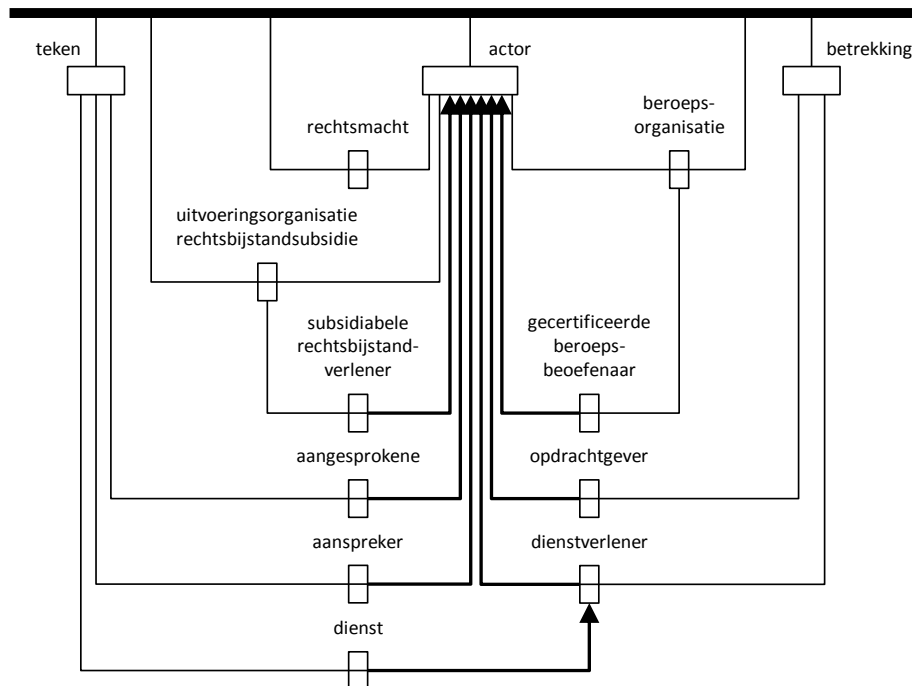 teken
actor
betrekking
rechtsmacht
beroeps-
organisatie
uitvoeringsorganisatie
rechtsbijstandsubsidie
subsidiabele
rechtsbijstand-
verlener
gecertificeerde
beroeps-
beoefenaar
aangesprokene
opdrachtgever
aanspreker
dienstverlener
dienst